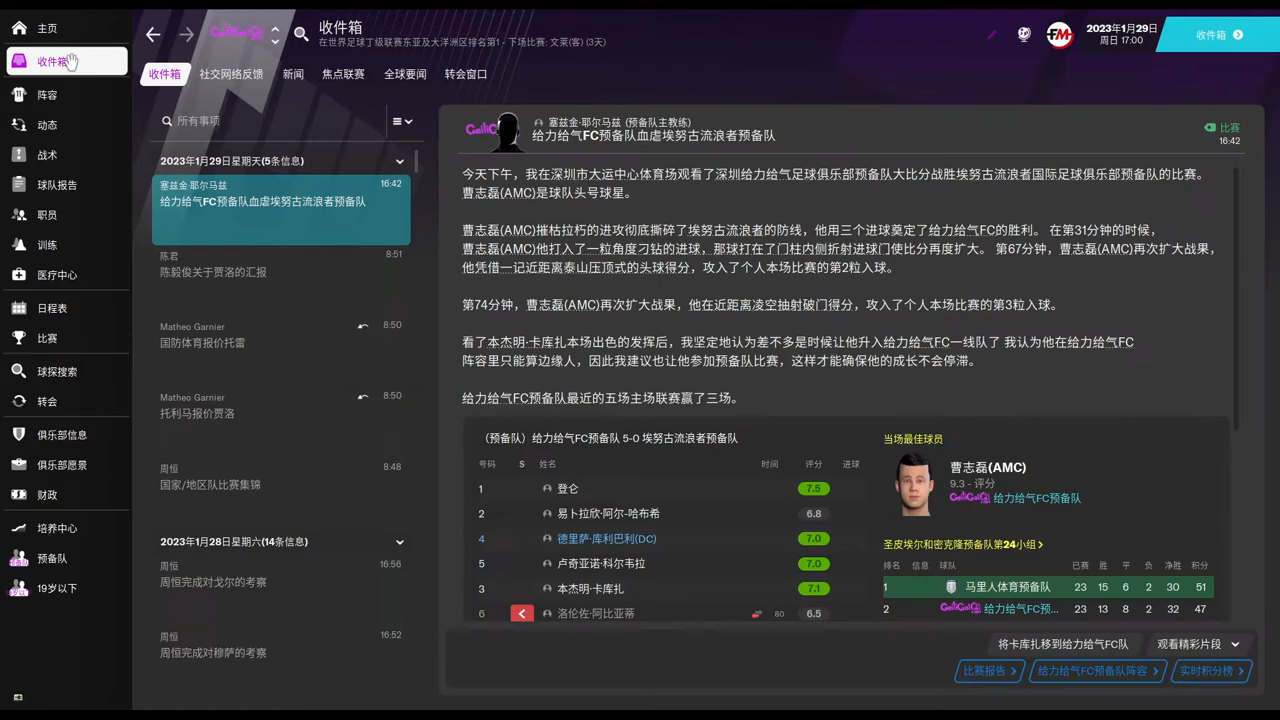 主页
收件箱
阵容
动态
战术
球队报告
职员
训练
医疗中心
日程表
比赛
球探搜索
转会
俱乐部信息
俱乐部愿景
财政
培养中心
预备队
19岁以下
收件箱
在世界足球丁级联赛东亚及大洋洲区排名第1 - 下场比赛: 文莱(客) (3天)
FM
2023年1月29日
周日 17:00
收件箱
收件箱 社交网络反馈 新闻 焦点联赛 全球要闻 转会窗口
所有事项
2023年1月29日星期天(5条信息)
塞兹金·耶尔马兹 16:42
给力给气FC预备队血虐埃努古流浪者预备队
陈君 8:51
陈毅俊关于贾洛的汇报
Matheo Garnier 8:50
国防体育报价托雷
Matheo Garnier 8:50
托利马报价贾洛
周恒 8:48
国家/地区队比赛集锦
2023年1月28日星期六(14条信息)
周恒 16:56
周恒完成对戈尔的考察
周恒 16:52
周恒完成对穆萨的考察
塞兹金·耶尔马兹 (预备队主教练)
给力给气FC预备队血虐埃努古流浪者预备队
比赛
16:42
今天下午，我在深圳市大运中心体育场观看了深圳给力给气足球俱乐部预备队大比分战胜埃努古流浪者国际足球俱乐部预备队的比赛。
曹志磊(AMC)是球队头号球星。
曹志磊(AMC)摧枯拉朽的进攻彻底撕碎了埃努古流浪者的防线，他用三个进球奠定了给力给气FC的胜利。 在第31分钟的时候，
曹志磊(AMC)他打入了一粒角度刁钻的进球，那球打在了门柱内侧折射进球门使比分再度扩大。 第67分钟，曹志磊(AMC)再次扩大战果，
他凭借一记近距离泰山压顶式的头球得分，攻入了个人本场比赛的第2粒入球。
第74分钟，曹志磊(AMC)再次扩大战果，他在近距离凌空抽射破门得分，攻入了个人本场比赛的第3粒入球。
看了本杰明·卡库扎本场出色的发挥后，我坚定地认为差不多是时候让他升入给力给气FC一线队了 我认为他在给力给气FC
阵容里只能算边缘人，因此我建议也让他参加预备队比赛，这样才能确保他的成长不会停滞。
给力给气FC预备队最近的五场主场联赛赢了三场。
（预备队）给力给气FC预备队 5-0 埃努古流浪者预备队
号码 S 姓名 时间 评分 进球
1 登仑 7.5
2 易卜拉欣·阿尔-哈布希 6.8
4 德里萨·库利巴利(DC) 7.0
5 卢奇亚诺·科尔韦拉 7.0
3 本杰明·卡库扎 7.1
6 洛伦佐·阿比亚蒂 80 6.5
当场最佳球员
曹志磊(AMC)
9.3 - 评分
给力给气FC预备队
圣皮埃尔和密克隆预备队第24小组
排名 信息 球队 已赛 胜 平 负 净胜 积分
1 马里人体育预备队 23 15 6 2 30 51
2 给力给气FC预... 23 13 8 2 32 47
将卡库扎移到给力给气FC队 观看精彩片段
比赛报告 给力给气FC预备队阵容 实时积分榜